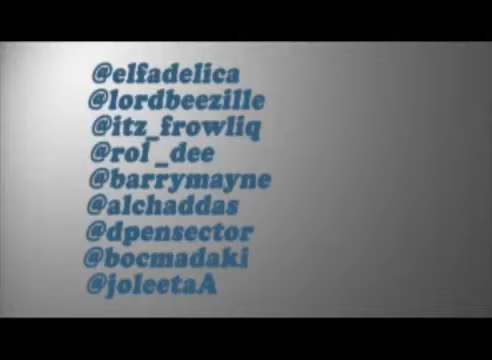 @elfadelica
@lordbeezille
@itz_frowliq
@rol_dee
@barrymayne
@alchaddas
@dpensector
@bocmadaki
@joleetaA